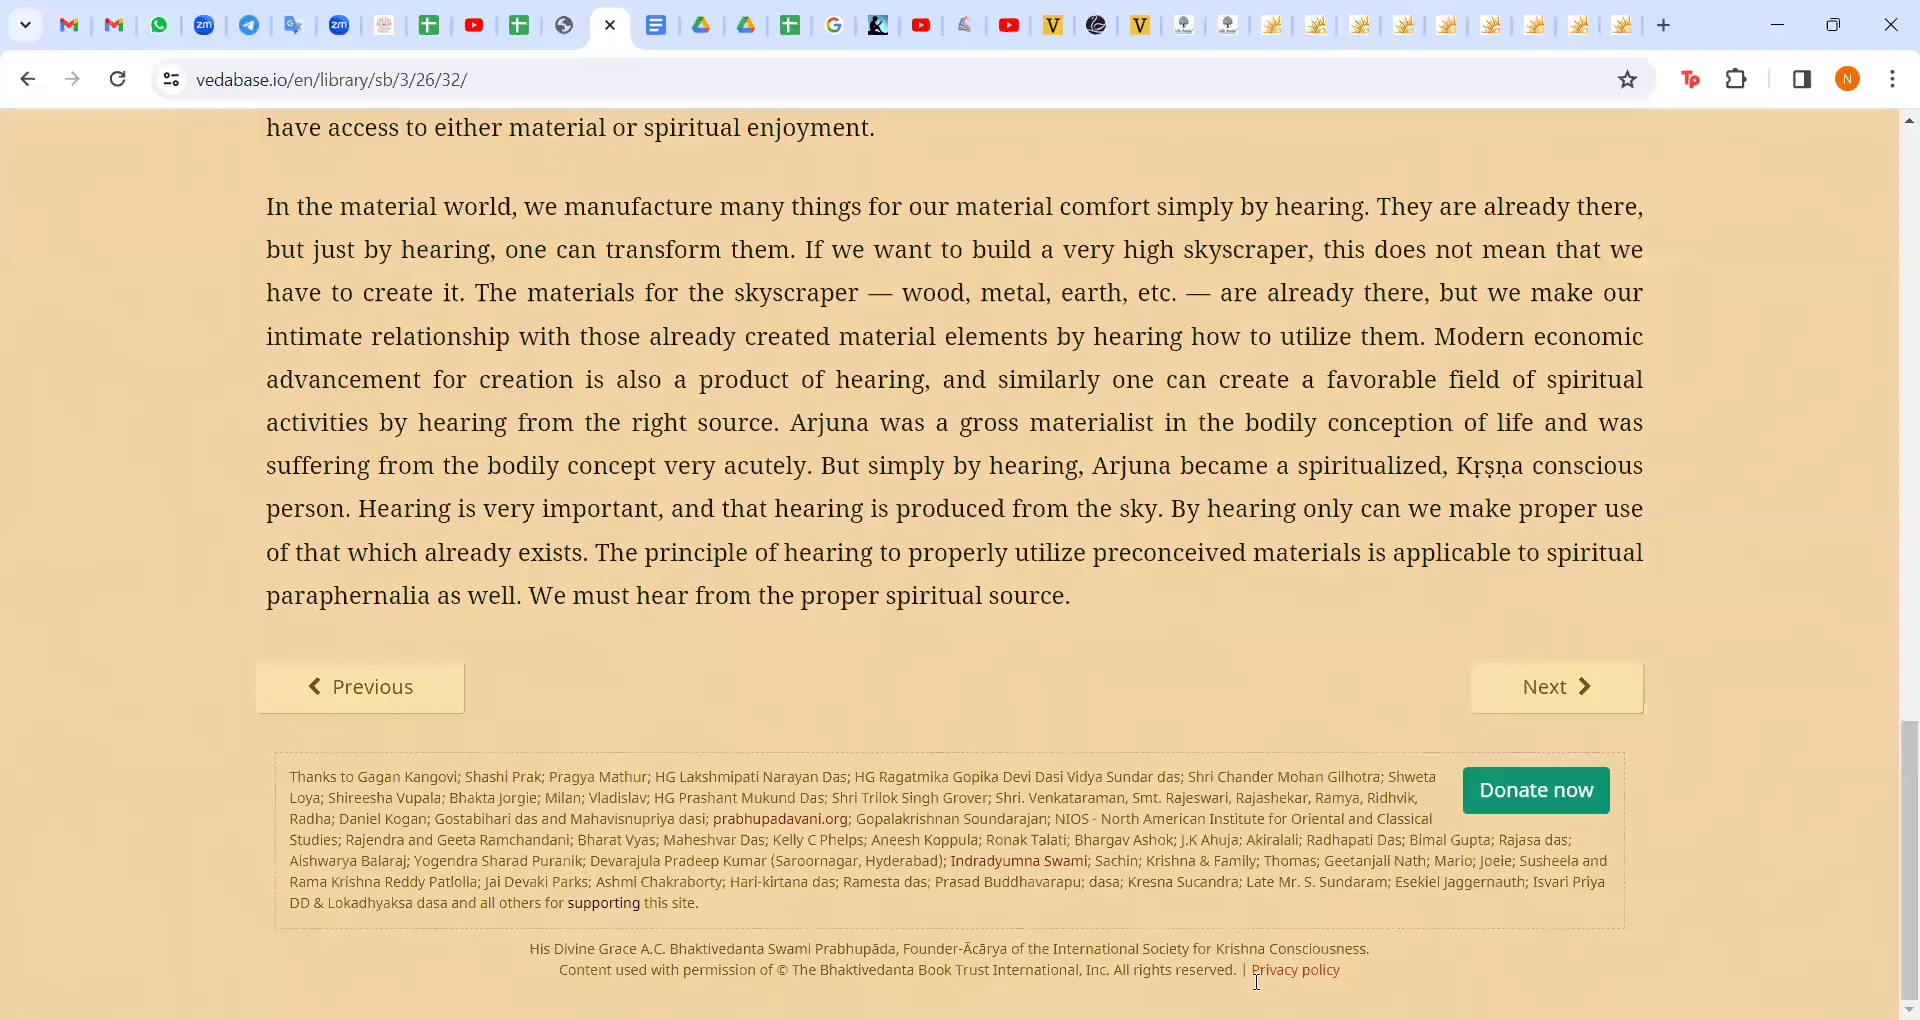 vedabase.io/en/library/sb/3/26/32/
have access to either material or spiritual enjoyment.
In the material world, we manufacture many things for our material comfort simply by hearing. They are already there,
but just by hearing, one can transform them. If we want to build a very high skyscraper, this does not mean that we
have to create it. The materials for the skyscraper — wood, metal, earth, etc. — are already there, but we make our
intimate relationship with those already created material elements by hearing how to utilize them. Modern economic
advancement for creation is also a product of hearing, and similarly one can create a favorable field of spiritual
activities by hearing from the right source. Arjuna was a gross materialist in the bodily conception of life and was
suffering from the bodily concept very acutely. But simply by hearing, Arjuna became a spiritualized, Kṛṣṇa conscious
person. Hearing is very important, and that hearing is produced from the sky. By hearing only can we make proper use
of that which already exists. The principle of hearing to properly utilize preconceived materials is applicable to spiritual
paraphernalia as well. We must hear from the proper spiritual source.
Previous
Next
Thanks to Gagan Kangovi; Shashi Prak; Pragya Mathur; HG Lakshmipati Narayan Das; HG Ragatmika Gopika Devi Dasi Vidya Sundar das; Shri Chander Mohan Gilhotra; Shweta
Loya; Shireesha Vupala; Bhakta Jorgie; Milan; Vladislav; HG Prashant Mukund Das; Shri Trilok Singh Grover; Shri. Venkataraman, Smt. Rajeswari, Rajashekar, Ramya, Ridhvik,
Radha; Daniel Kogan; Gostabihari das and Mahavisnupriya dasi; prabhupadavani.org; Gopalakrishnan Soundarajan; NIOS - North American Institute for Oriental and Classical
Studies; Rajendra and Geeta Ramchandani; Bharat Vyas; Maheshvar Das; Kelly C Phelps; Aneesh Koppula; Ronak Talati; Bhargav Ashok; J.K Ahuja; Akiralali; Radhapati Das; Bimal Gupta; Rajasa das;
Aishwarya Balaraj; Yogendra Sharad Puranik; Devarajula Pradeep Kumar (Saroornagar, Hyderabad); Indradyumna Swami; Sachin; Krishna & Family; Thomas; Geetanjali Nath; Mario; Joeie; Susheela and
Rama Krishna Reddy Patlolla; Jai Devaki Parks; Ashmi Chakraborty; Hari-kirtana das; Ramesta das; Prasad Buddhavarapu; dasa; Kresna Sucandra; Late Mr. S. Sundaram; Esekiel Jaggernauth; Isvari Priya
DD & Lokadhyaksa dasa and all others for supporting this site.
Donate now
His Divine Grace A.C. Bhaktivedanta Swami Prabhupāda, Founder-Ācārya of the International Society for Krishna Consciousness.
Content used with permission of © The Bhaktivedanta Book Trust International, Inc. All rights reserved. | Privacy policy